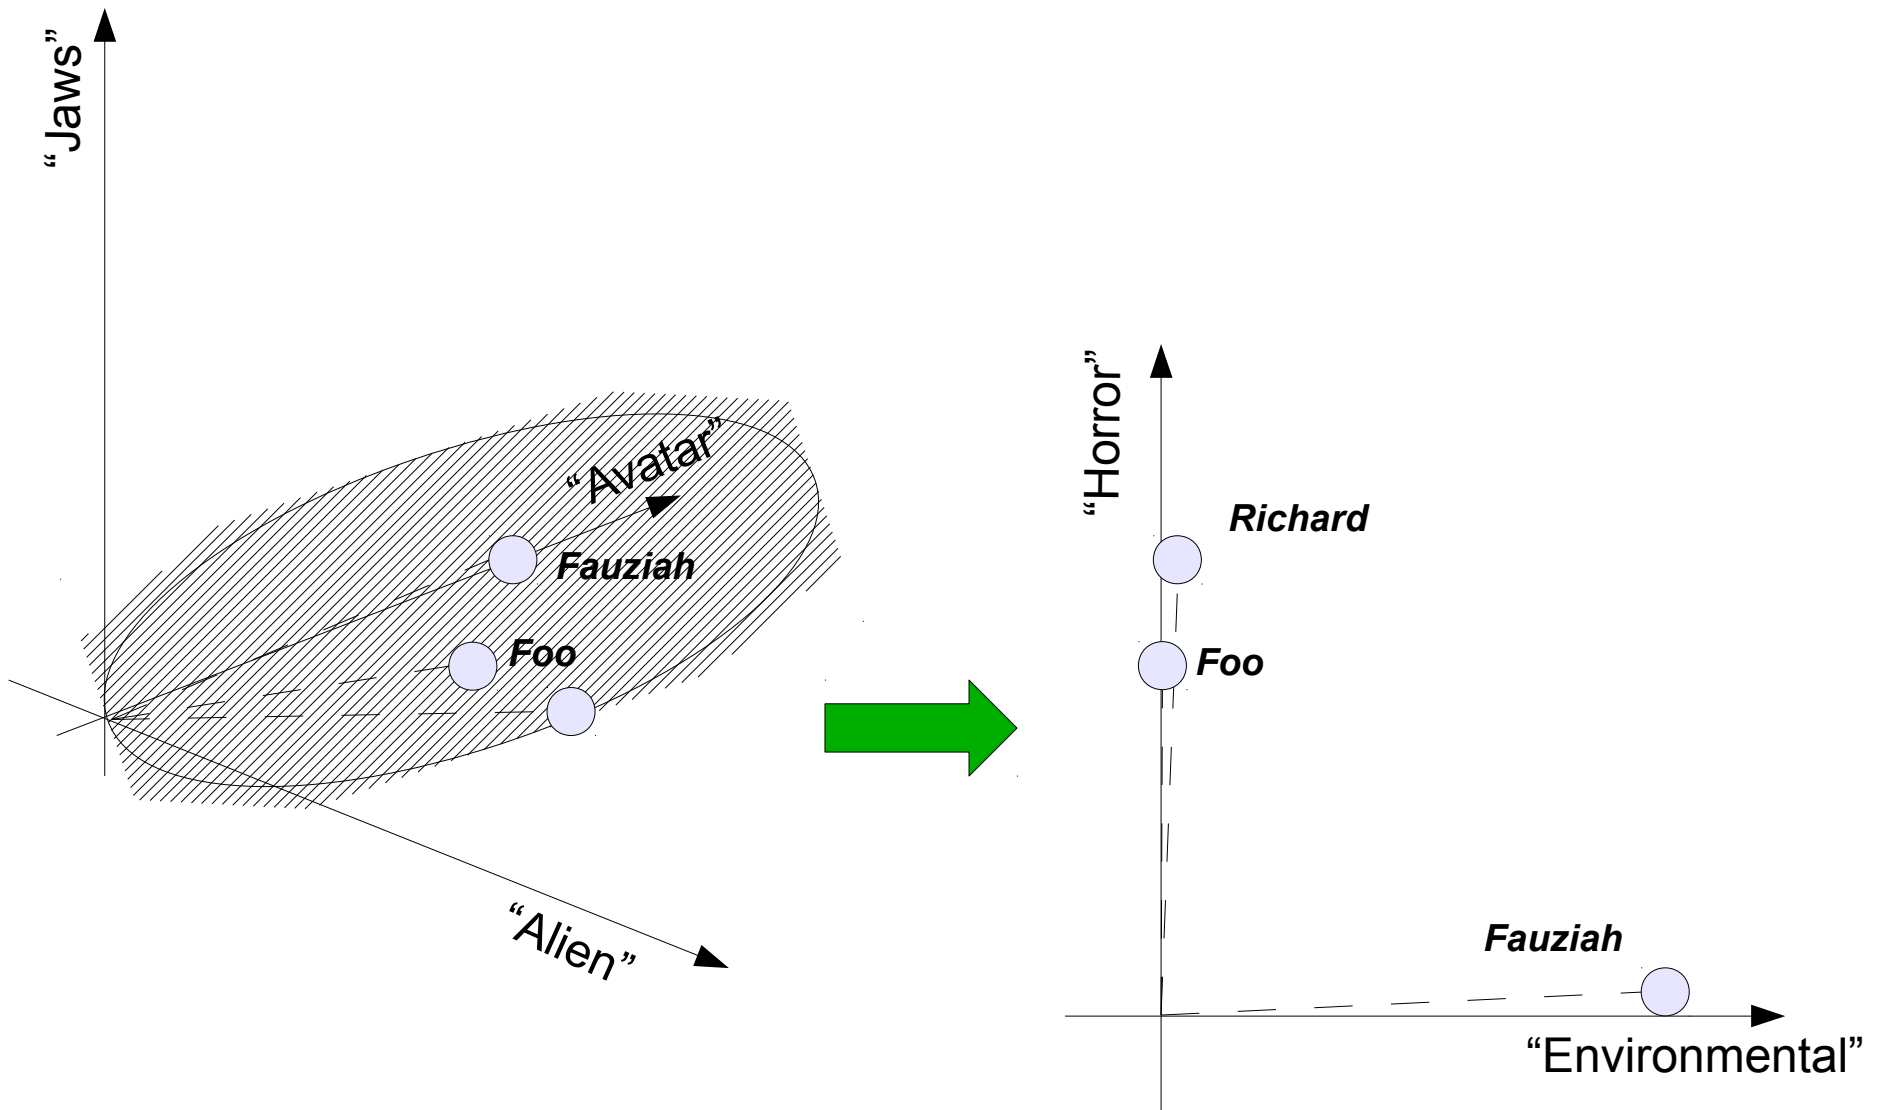 “ Jaws”
“Avatar”
Fauziah
Foo
“Alien”
“Horror”
Richard
Foo
Fauziah
“Environmental”